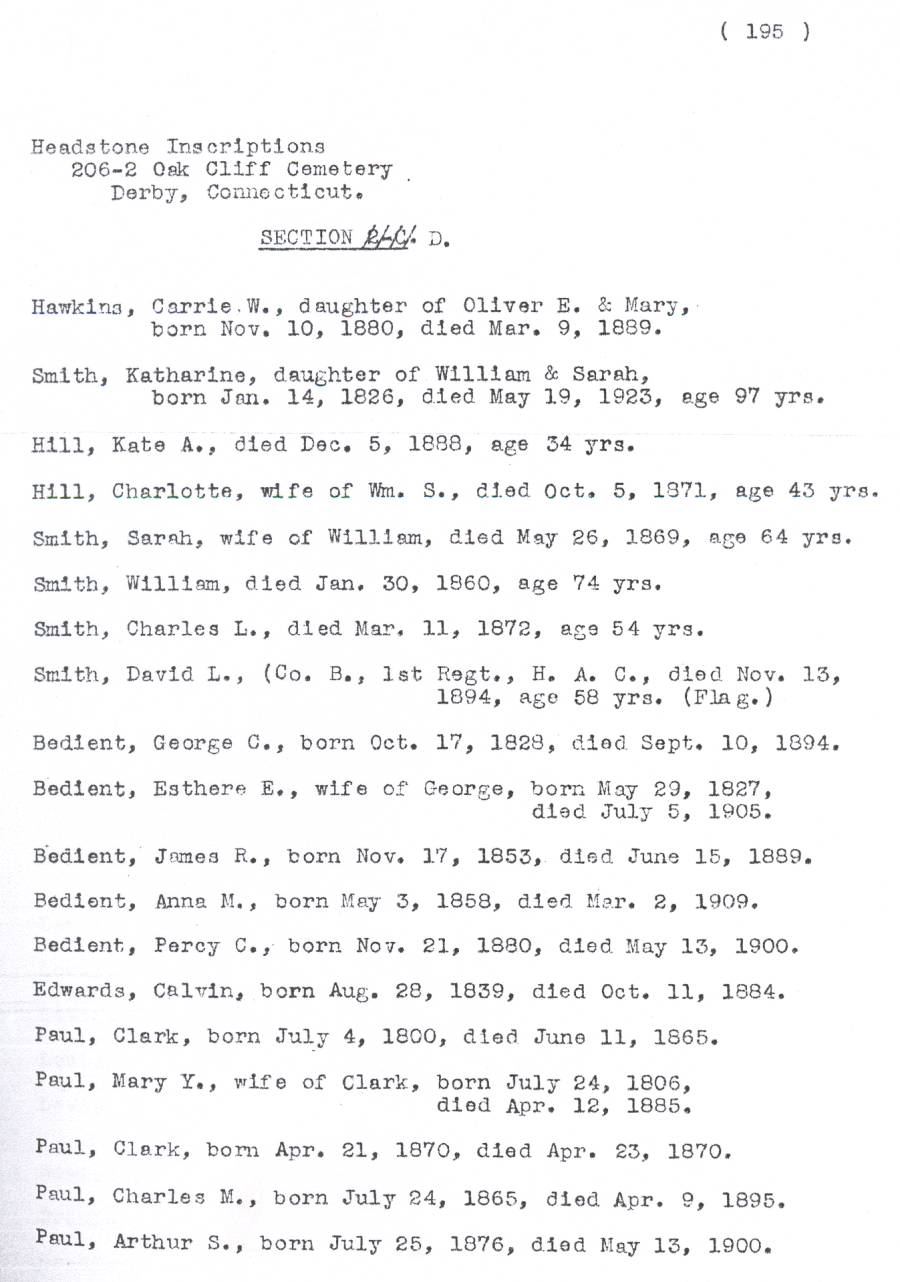 ( 195 )
Headstone Inscriptions
206-2 Oak Cliff Cemetery
Derby, Connecticut.
SECTION D.
Hawkins, Carrie W., daughter of Oliver E. & Mary,
born Nov. 10, 1880, died Mar. 9, 1889.
Smith, Katharine, daughter of William & Sarah,
born Jan. 14, 1826, died May 19, 1923, age 97 yrs.
Hill, Kate A., died Dec. 5, 1888, age 34 yrs.
Hill, Charlotte, wife of Wm. S., died Oct. 5, 1871, age 43 yrs.
Smith, Sarah, wife of William, died May 26, 1869, age 64 yrs.
Smith, William, died Jan. 30, 1860, age 74 yrs.
Smith, Charles L., died Mar. 11, 1872, age 54 yrs.
Smith, David L., (Co. B., 1st Regt., H. A. C., died Nov. 13,
1894, age 58 yrs. (Flag.)
Bedient, George C., born Oct. 17, 1828, died Sept. 10, 1894.
Bedient, Esthere E., wife of George, born May 29, 1827,
died July 5, 1905.
Bedient, James R., born Nov. 17, 1853, died June 15, 1889.
Bedient, Anna M., born May 3, 1858, died Mar. 2, 1909.
Bedient, Percy C., born Nov. 21, 1880, died May 13, 1900.
Edwards, Calvin, born Aug. 28, 1839, died Oct. 11, 1884.
Paul, Clark, born July 4, 1800, died June 11, 1865.
Paul, Mary Y., wife of Clark, born July 24, 1806,
died Apr. 12, 1885.
Paul, Clark, born Apr. 21, 1870, died Apr. 23, 1870.
Paul, Charles M., born July 24, 1865, died Apr. 9, 1895.
Paul, Arthur S., born July 25, 1876, died May 13, 1900.